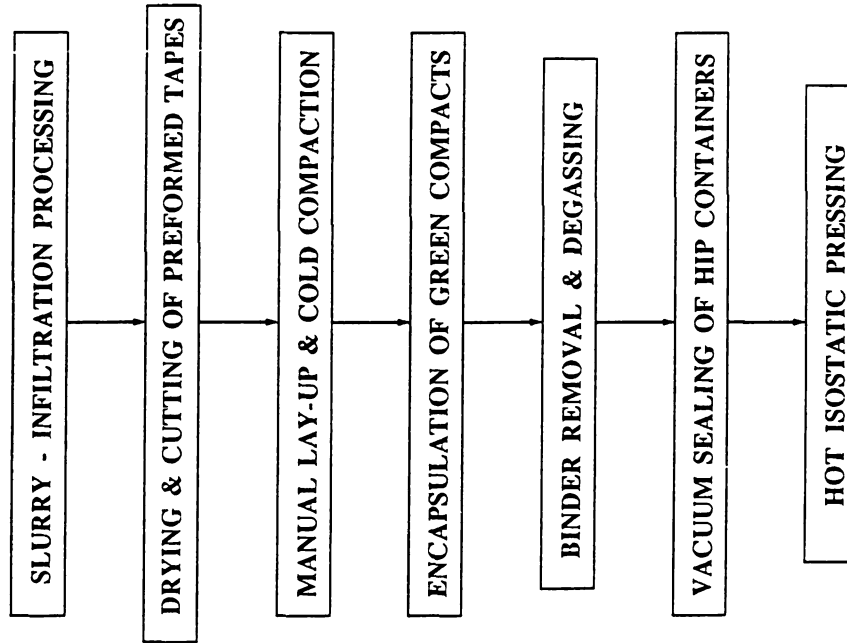 SLURRY - INFILTRATION PROCESSING
DRYING & CUTTING OF PREFORMED TAPES
MANUAL LAY-UP & COLD COMPACTION
ENCAPSULATION OF GREEN COMPACTS
BINDER REMOVAL & DEGASSING
VACUUM SEALING OF HIP CONTAINERS
HOT ISOSTATIC PRESSING